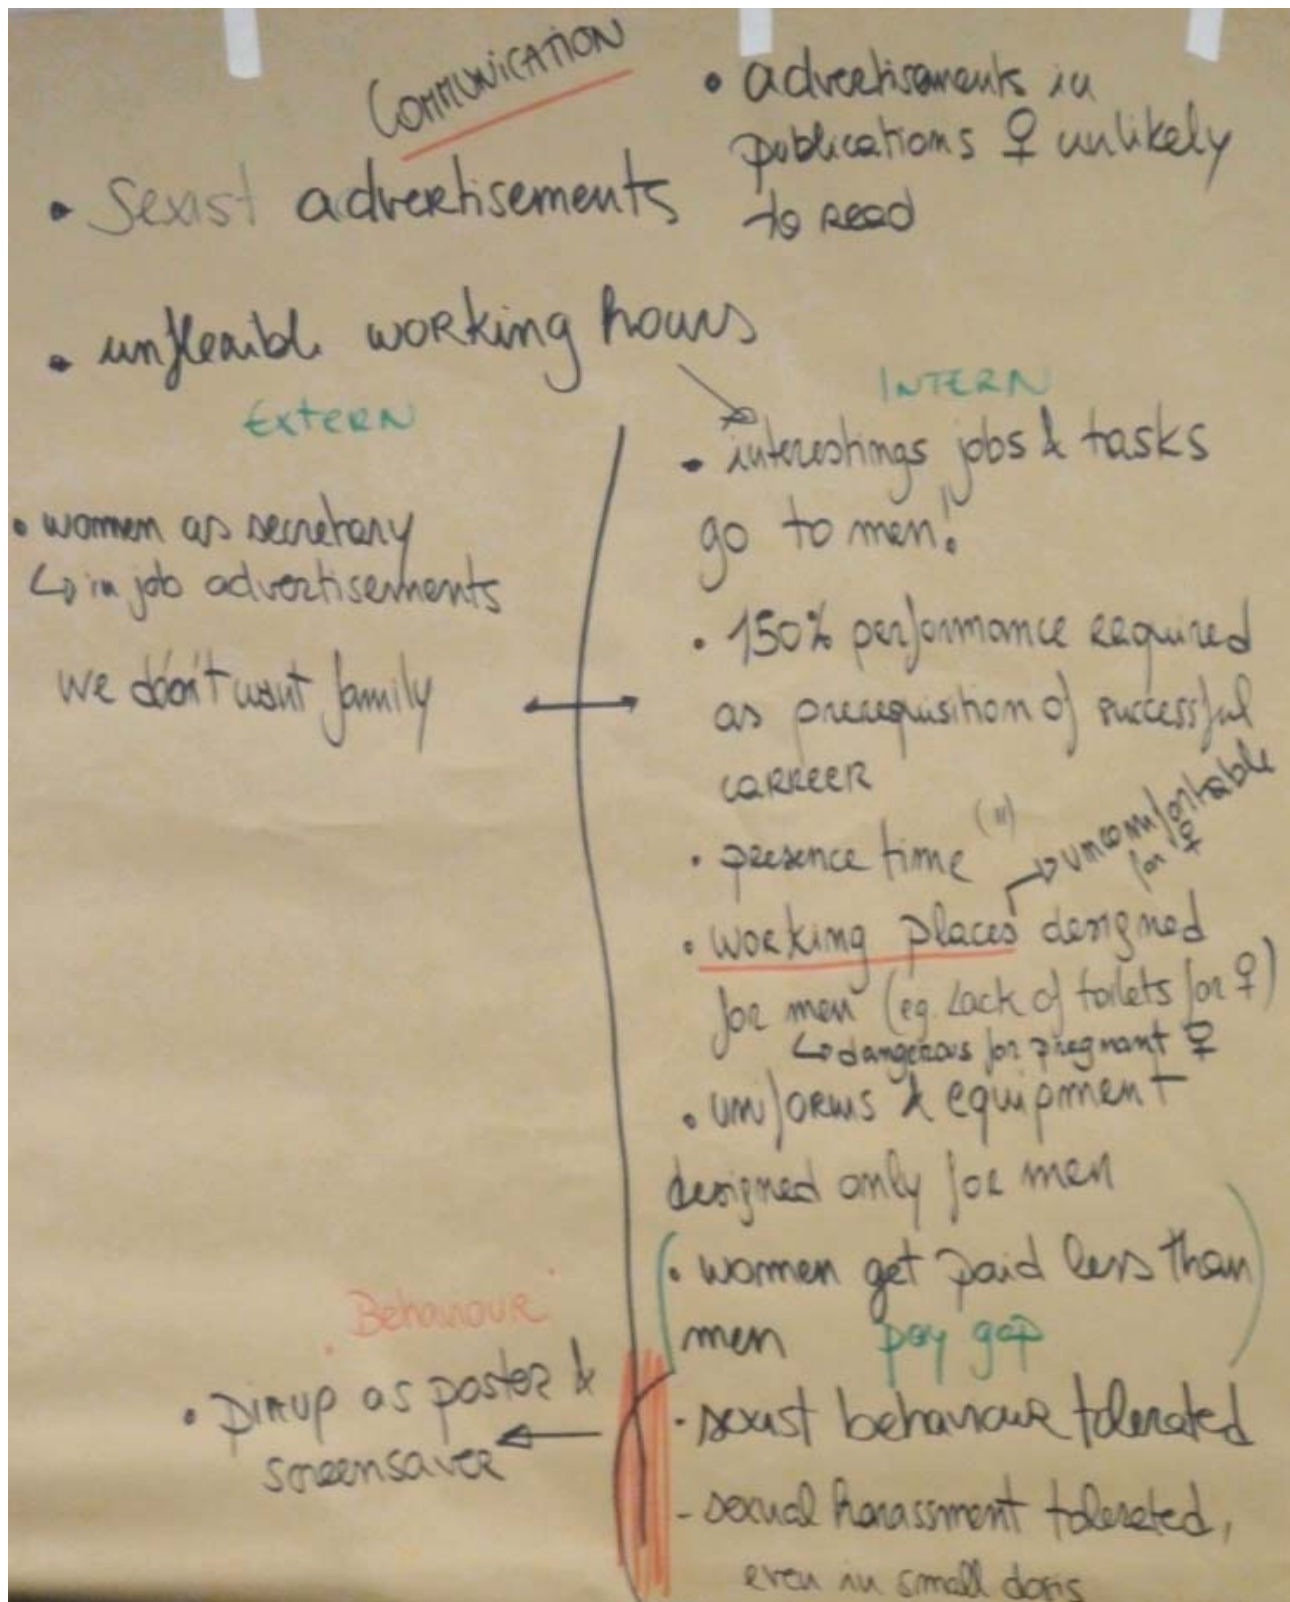 COMMUNICATION
• Sexist advertisements
• advertisements in
publications ♀ unlikely
to read
• unflexible working hours
EXTERN
• women as secretary
↳ in job advertisements
we don't want family
INTERN
• interestings jobs & tasks
go to men!
• 150% performance required
as prerequisition of successful
carreer
• presence time (")
→ uncomfortable
for ♀
• working places designed
for men (eg. Lack of toilets for ♀)
↳ dangerous for pregnant ♀
• uniforms & equipment
designed only for men
• women get paid less than
men pay gap
Behaviour
• pinup as poster &
screensaver
• sexist behaviour tolerated
- sexual harassment tolerated,
even in small